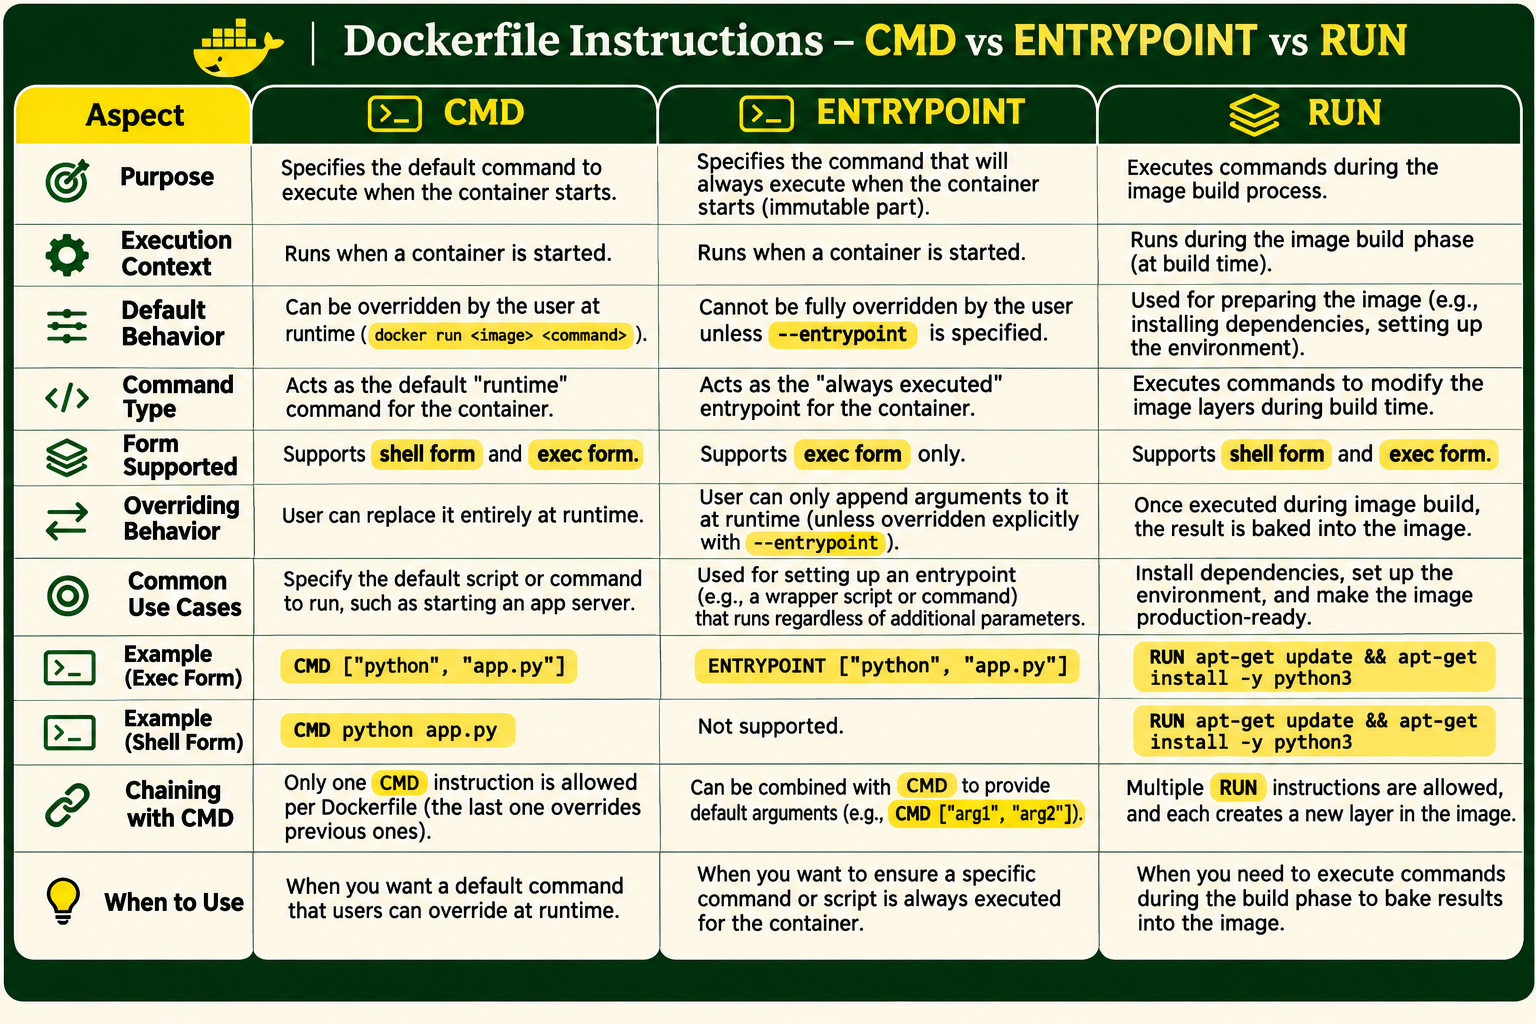 Dockerfile Instructions – CMD vs ENTRYPOINT vs RUN
Aspect
CMD
ENTRYPOINT
RUN
Purpose
Specifies the default command to
execute when the container starts.
Specifies the command that will
always execute when the container
starts (immutable part).
Executes commands during the
image build process.
Execution
Context
Runs when a container is started.
Runs when a container is started.
Runs during the image build phase
(at build time).
Default
Behavior
Can be overridden by the user at
runtime (docker run <image> <command>).
Cannot be fully overridden by the user
unless --entrypoint is specified.
Used for preparing the image (e.g.,
installing dependencies, setting up
the environment).
Command
Type
Acts as the default "runtime"
command for the container.
Acts as the "always executed"
entrypoint for the container.
Executes commands to modify the
image layers during build time.
Form
Supported
Supports shell form and exec form.
Supports exec form only.
Supports shell form and exec form.
Overriding
Behavior
User can replace it entirely at runtime.
User can only append arguments to it
at runtime (unless overridden explicitly
with --entrypoint).
Once executed during image build,
the result is baked into the image.
Common
Use Cases
Specify the default script or command
to run, such as starting an app server.
Used for setting up an entrypoint
(e.g., a wrapper script or command)
that runs regardless of additional parameters.
Install dependencies, set up the
environment, and make the image
production-ready.
Example
(Exec Form)
CMD ["python", "app.py"]
ENTRYPOINT ["python", "app.py"]
RUN apt-get update && apt-get
install -y python3
Example
(Shell Form)
CMD python app.py
Not supported.
RUN apt-get update && apt-get
install -y python3
Chaining
with CMD
Only one CMD instruction is allowed
per Dockerfile (the last one overrides
previous ones).
Can be combined with CMD to provide
default arguments (e.g., CMD ["arg1", "arg2"]).
Multiple RUN instructions are allowed,
and each creates a new layer in the image.
When to Use
When you want a default command
that users can override at runtime.
When you want to ensure a specific
command or script is always executed
for the container.
When you need to execute commands
during the build phase to bake results
into the image.